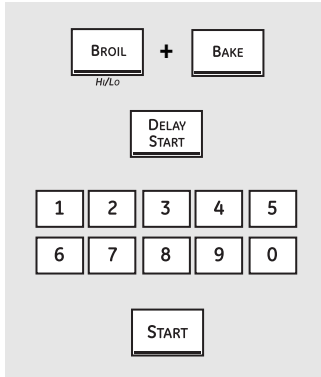 BROIL + BAKE
HI/LO
DELAY
START
1 2 3 4 5
6 7 8 9 0
START